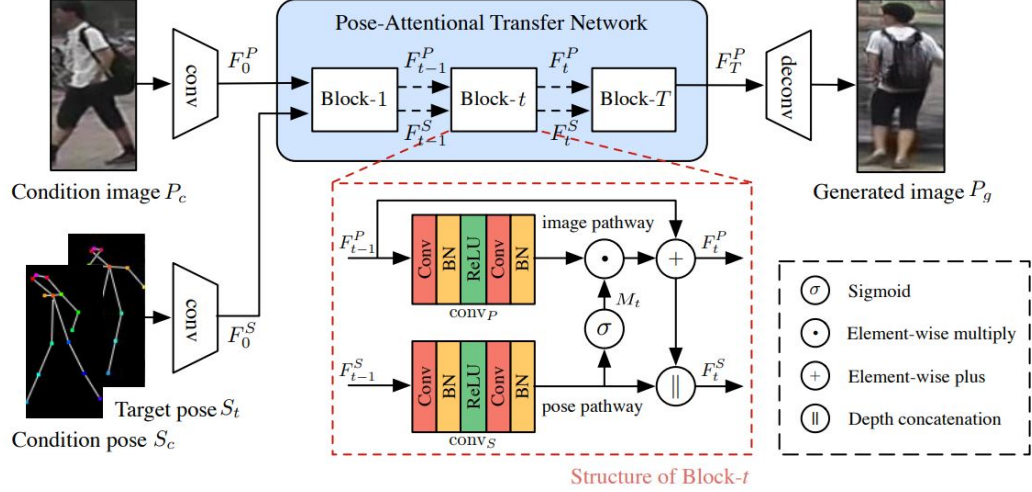 Pose-Attentional Transfer Network
conv
F_0^P
Block-1
F_{t-1}^P
F_{t-1}^S
Block-t
F_t^P
F_t^S
Block-T
F_T^P
deconv
Condition image P_c
Generated image P_g
conv
F_0^S
Target pose S_t
Condition pose S_c
F_{t-1}^P
Conv
BN
ReLU
Conv
BN
conv_P
image pathway
•
+
F_t^P
M_t
σ
F_{t-1}^S
Conv
BN
ReLU
Conv
BN
conv_S
pose pathway
||
F_t^S
Structure of Block-t
σ Sigmoid
• Element-wise multiply
+ Element-wise plus
|| Depth concatenation